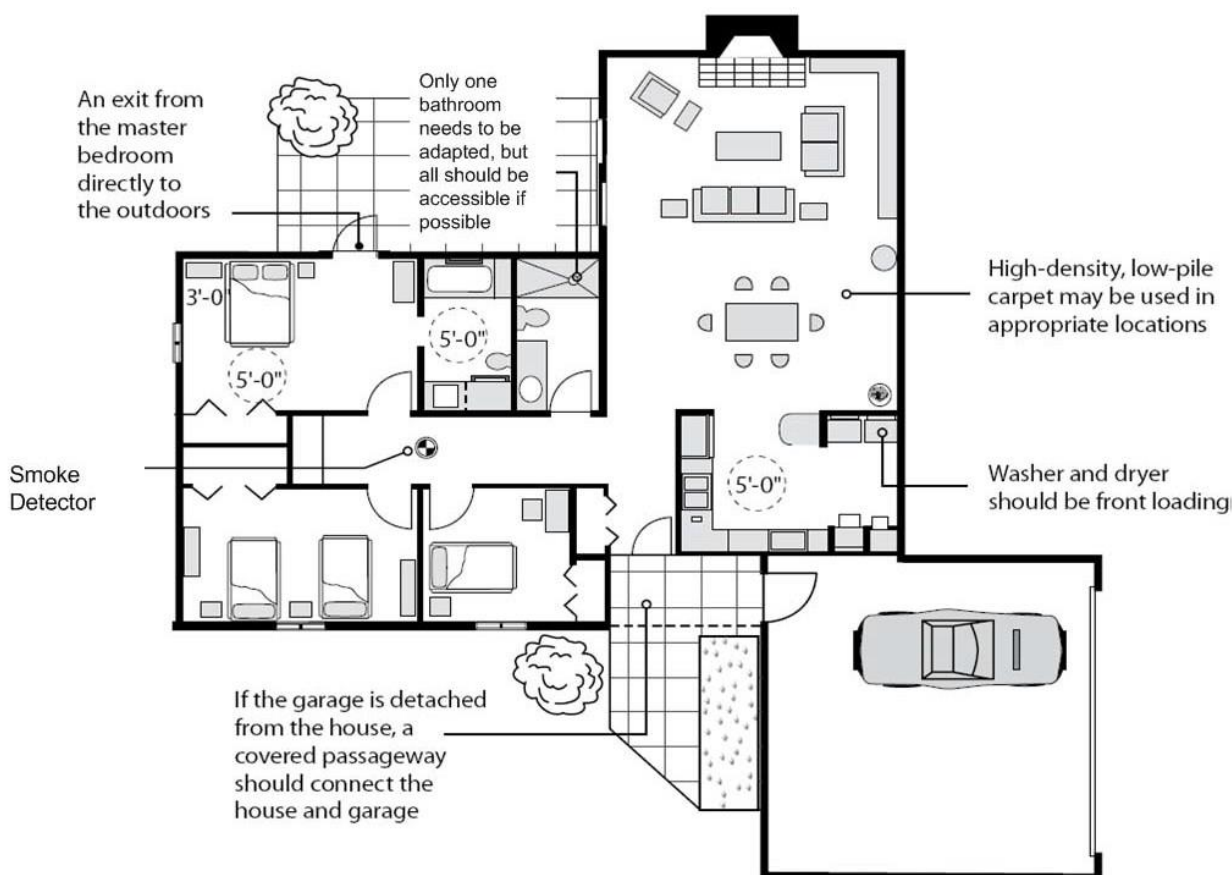 An exit from
the master
bedroom
directly to
the outdoors
Only one
bathroom
needs to be
adapted, but
all should be
accessible if
possible
3'-0"
5'-0"
5'-0"
High-density, low-pile
carpet may be used in
appropriate locations
Smoke
Detector
5'-0"
Washer and dryer
should be front loading
If the garage is detached
from the house, a
covered passageway
should connect the
house and garage